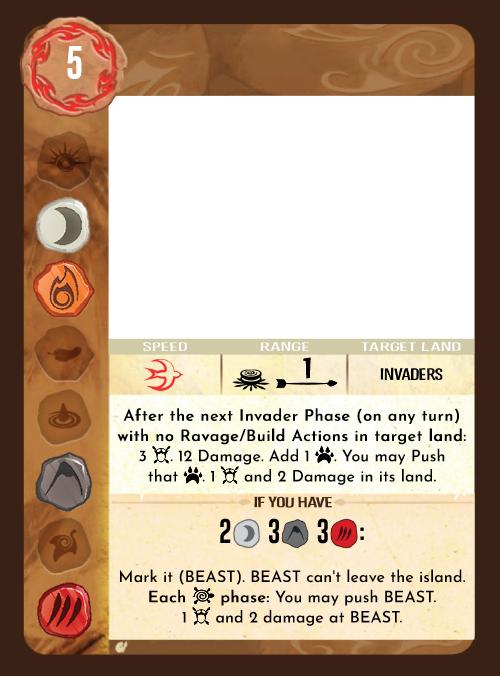 5
SPEED RANGE TARGET LAND
1 INVADERS
After the next Invader Phase (on any turn)
with no Ravage/Build Actions in target land:
3 . 12 Damage. Add 1 . You may Push
that . 1 and 2 Damage in its land.
IF YOU HAVE
2 3 3 :
Mark it (BEAST). BEAST can't leave the island.
Each phase: You may push BEAST.
1 and 2 damage at BEAST.